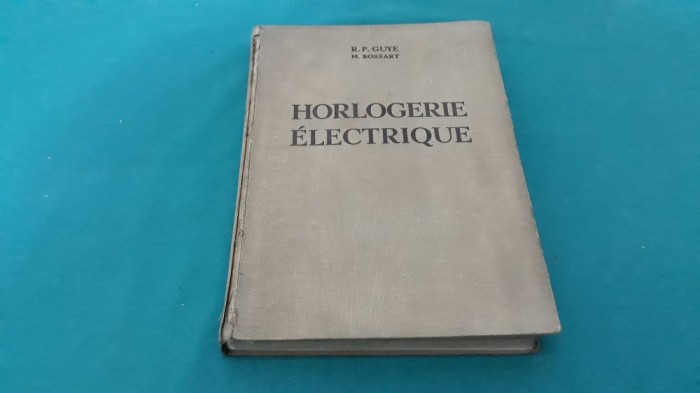 R. P. GUYE
M. BOSSART
HORLOGERIE
ÉLECTRIQUE